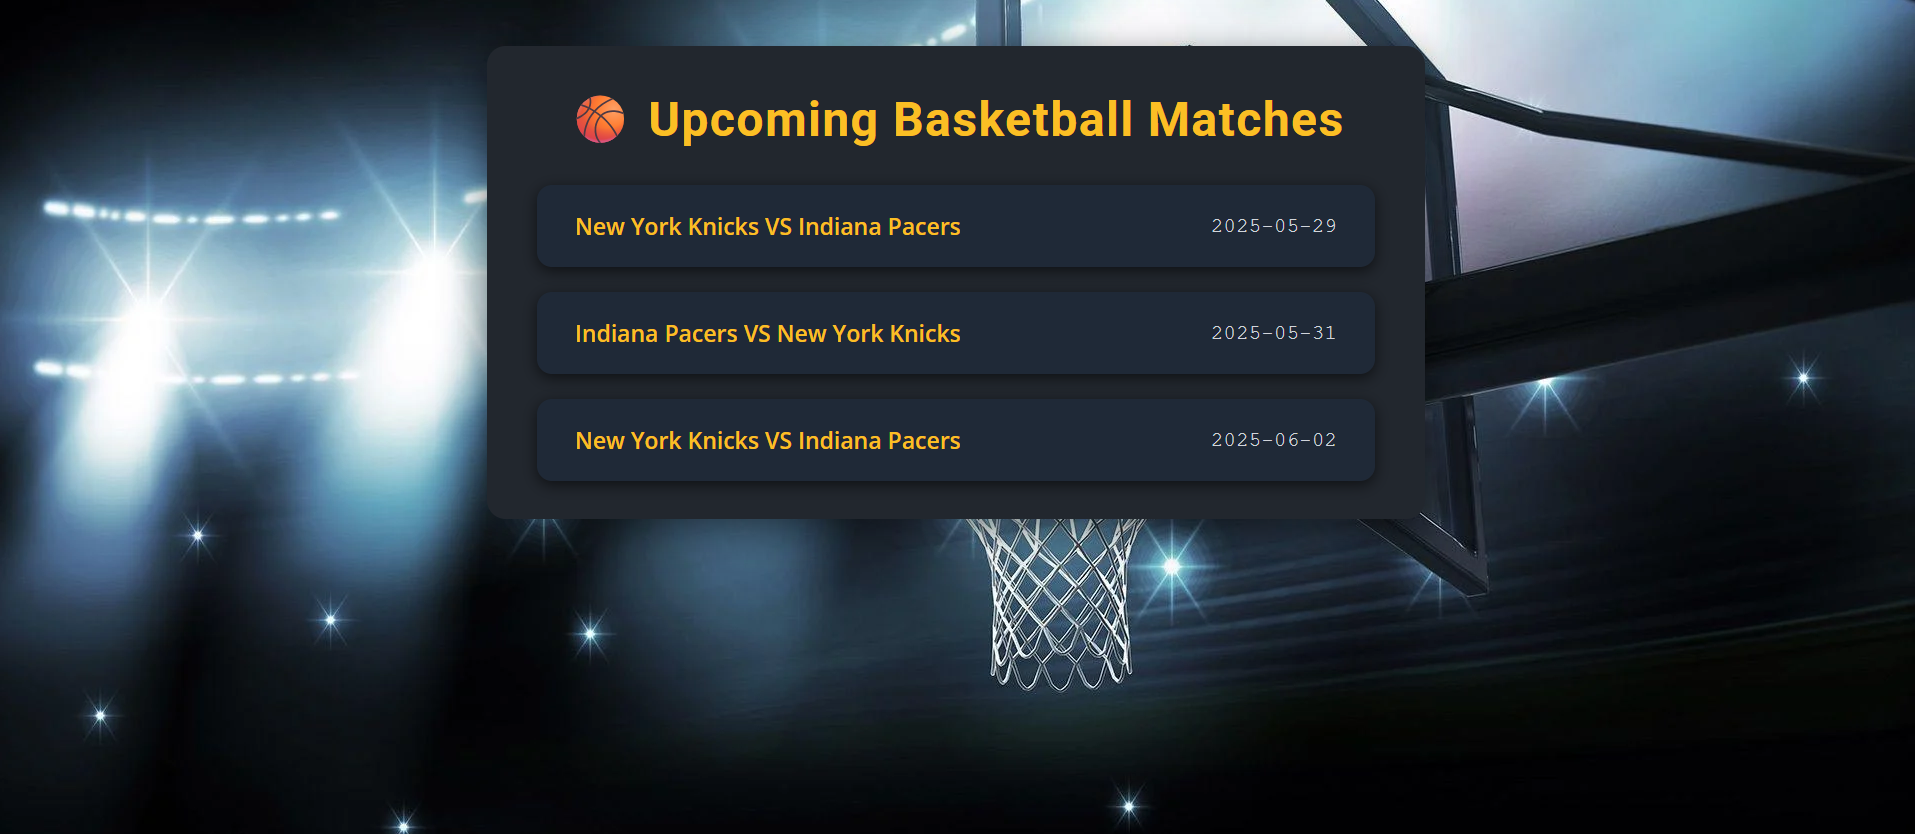 Upcoming Basketball Matches
New York Knicks VS Indiana Pacers 2025-05-29
Indiana Pacers VS New York Knicks 2025-05-31
New York Knicks VS Indiana Pacers 2025-06-02